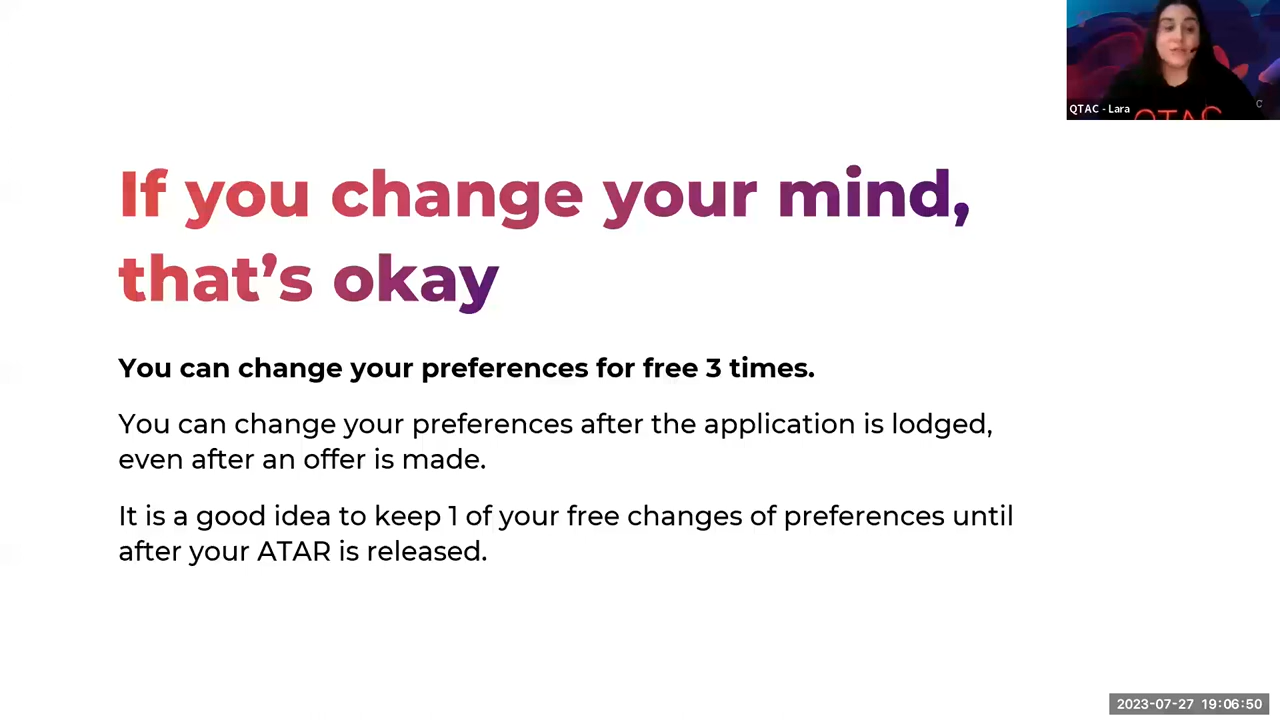 QTAC - Lara
QTAC
If you change your mind,
that’s okay
You can change your preferences for free 3 times.
You can change your preferences after the application is lodged,
even after an offer is made.
It is a good idea to keep 1 of your free changes of preferences until
after your ATAR is released.
2023-07-27 19:06:50